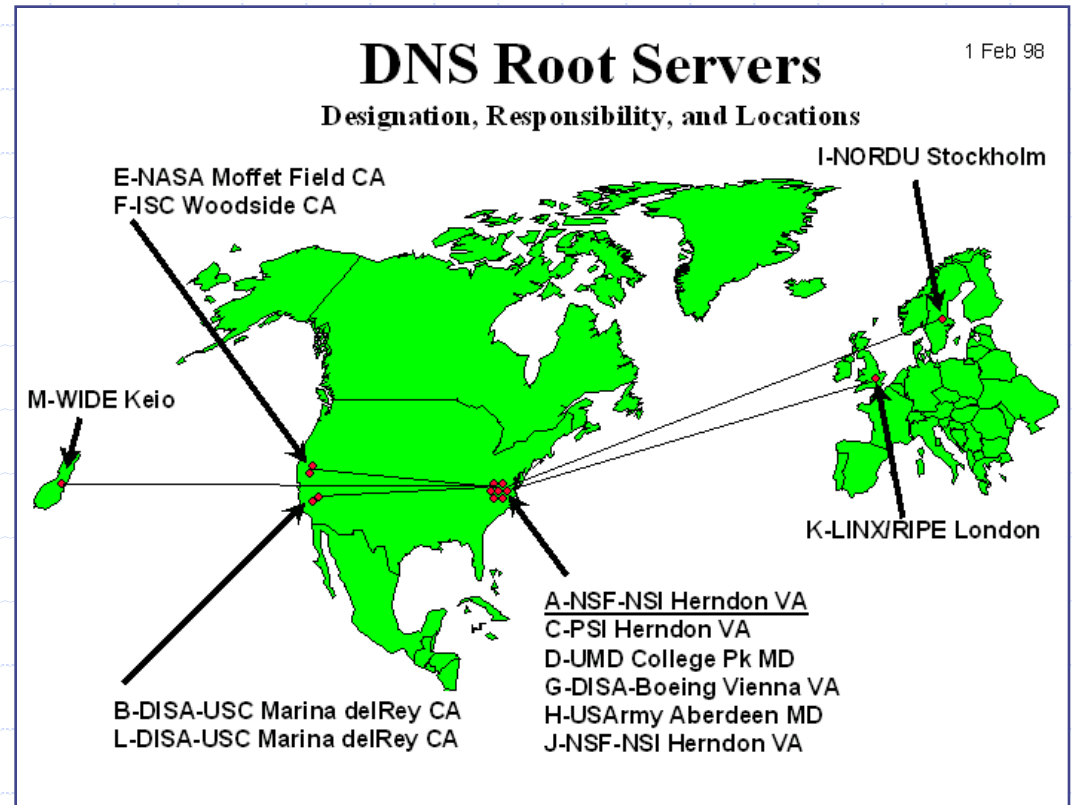 DNS Root Servers
1 Feb 98
Designation, Responsibility, and Locations
I-NORDU Stockholm
E-NASA Moffet Field CA
F-ISC Woodside CA
M-WIDE Keio
K-LINX/RIPE London
A-NSF-NSI Herndon VA
C-PSI Herndon VA
D-UMD College Pk MD
G-DISA-Boeing Vienna VA
H-USArmy Aberdeen MD
J-NSF-NSI Herndon VA
B-DISA-USC Marina delRey CA
L-DISA-USC Marina delRey CA